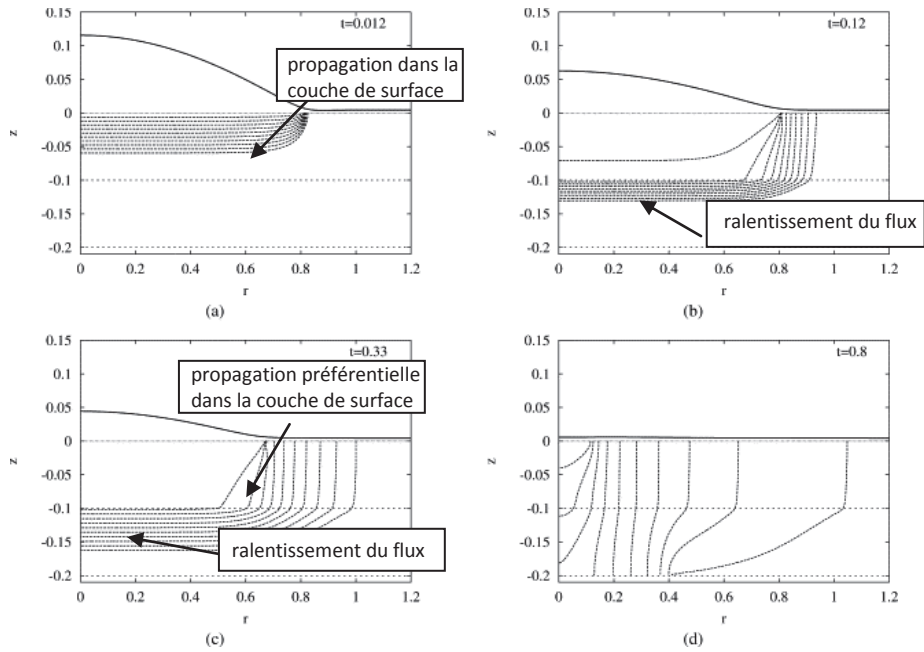 t=0.012
0.15
0.1
0.05
0
-0.05
-0.1
-0.15
-0.2
z
propagation dans la
couche de surface
0 0.2 0.4 0.6 0.8 1 1.2
r
(a)
t=0.12
0.15
0.1
0.05
0
-0.05
-0.1
-0.15
-0.2
z
ralentissement du flux
0 0.2 0.4 0.6 0.8 1 1.2
r
(b)
t=0.33
0.15
0.1
0.05
0
-0.05
-0.1
-0.15
-0.2
z
propagation préférentielle
dans la couche de surface
ralentissement du flux
0 0.2 0.4 0.6 0.8 1 1.2
r
(c)
t=0.8
0.15
0.1
0.05
0
-0.05
-0.1
-0.15
-0.2
z
0 0.2 0.4 0.6 0.8 1 1.2
r
(d)